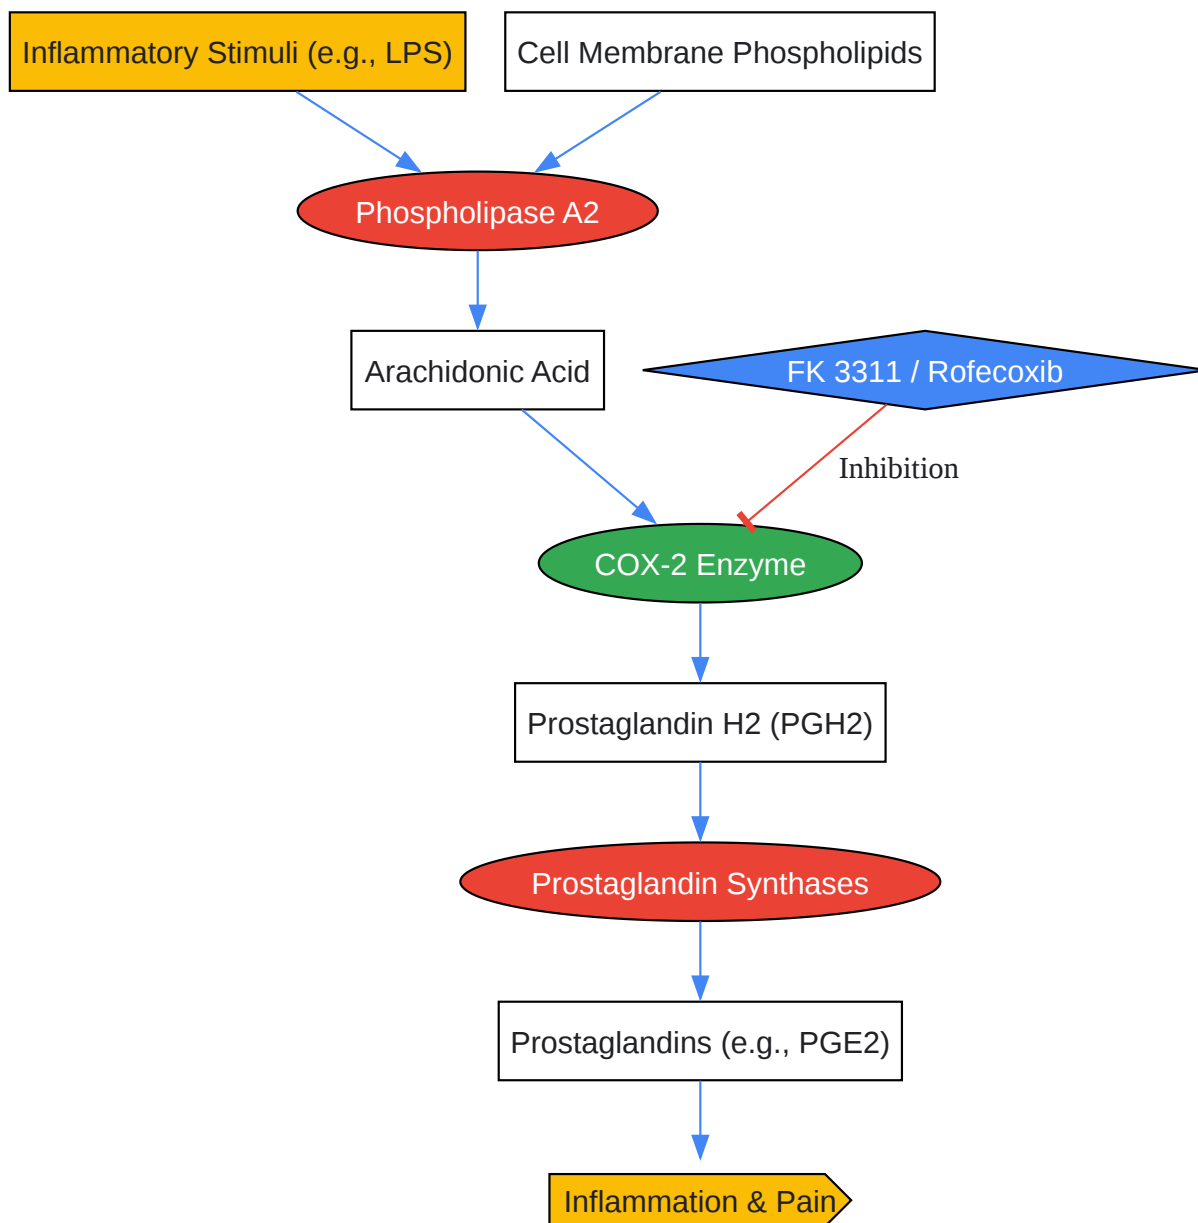 Inflammatory Stimuli (e.g., LPS)
Cell Membrane Phospholipids
Phospholipase A2
Arachidonic Acid
FK 3311 / Rofecoxib
Inhibition
COX-2 Enzyme
Prostaglandin H2 (PGH2)
Prostaglandin Synthases
Prostaglandins (e.g., PGE2)
Inflammation & Pain